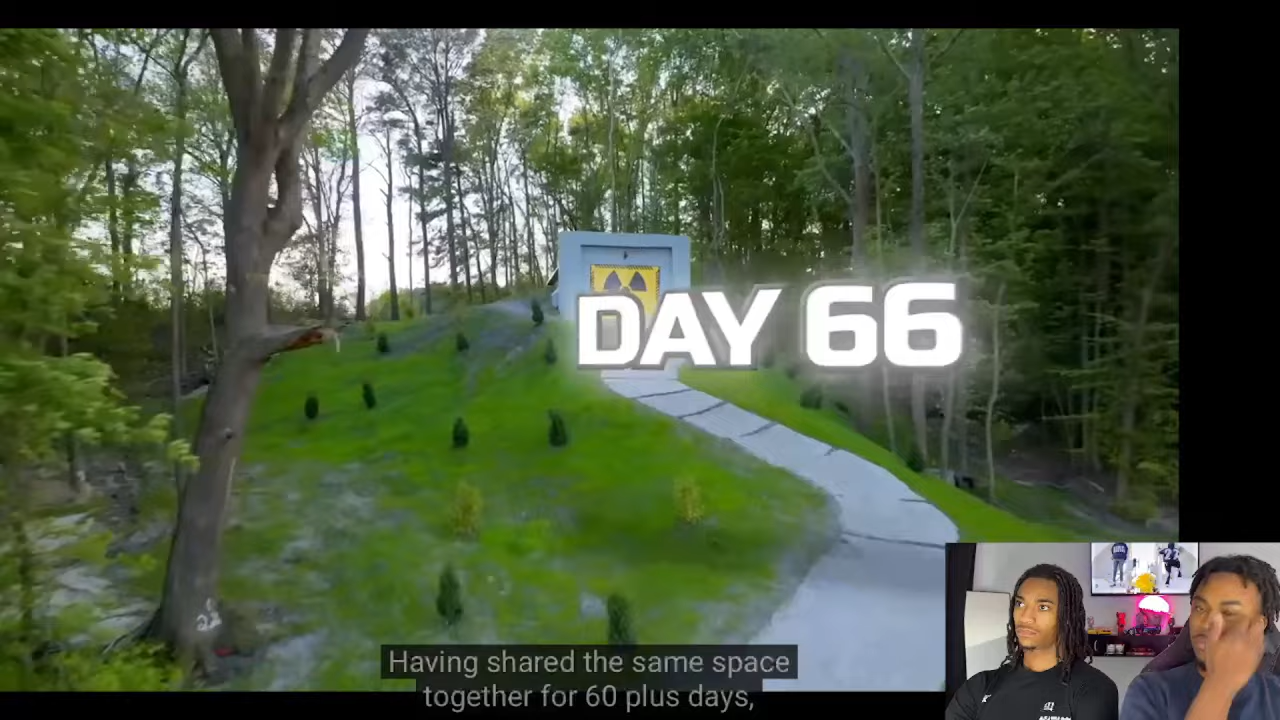 DAY 66
Having shared the same space
together for 60 plus days,